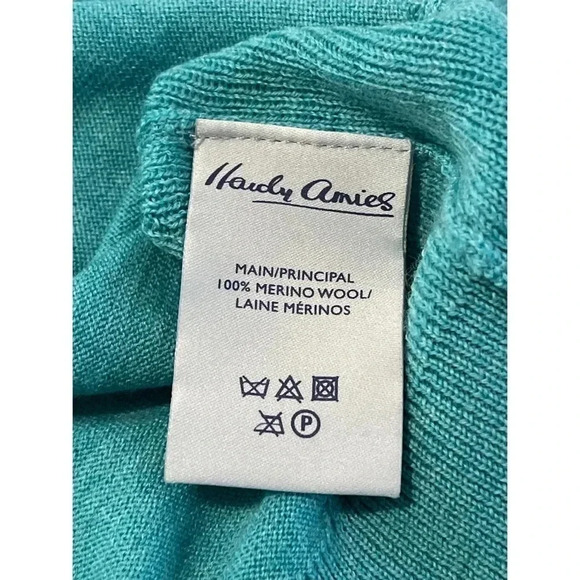 Hardy Amies
MAIN/PRINCIPAL
100% MERINO WOOL/
LAINE MÉRINOS
P